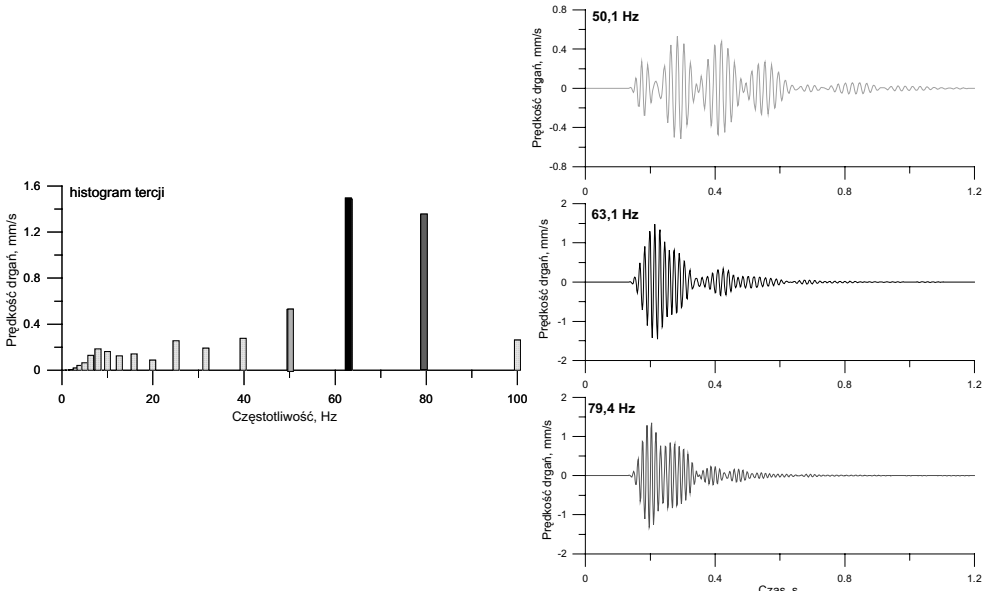 histogram tercji
Prędkość drgań, mm/s
1.6
1.2
0.8
0.4
0
0 20 40 60 80 100
Częstotliwość, Hz
50,1 Hz
Prędkość drgań, mm/s
0.8
0.4
0
-0.4
-0.8
0 0.4 0.8 1.2
63,1 Hz
Prędkość drgań, mm/s
2
1
0
-1
-2
0 0.4 0.8 1.2
79,4 Hz
Prędkość drgań, mm/s
2
1
0
-1
-2
0 0.4 0.8 1.2
Czas, s